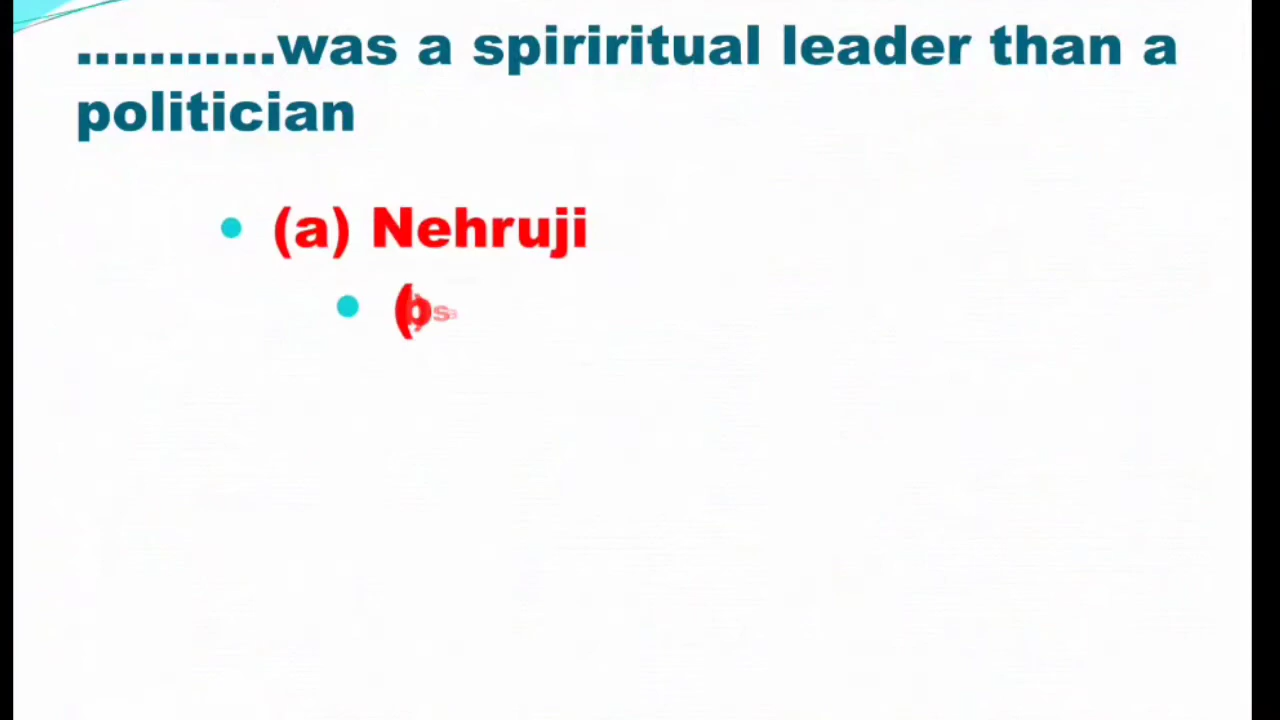 ...........was a spiriritual leader than a
politician
(a) Nehruji
(b